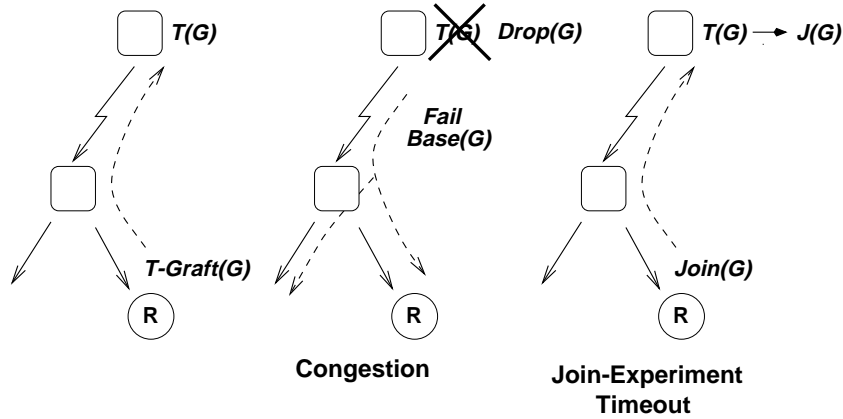 T(G)
T-Graft(G)
R
T(G) Drop(G)
Fail
Base(G)
R
Congestion
T(G) J(G)
Join(G)
R
Join-Experiment
Timeout